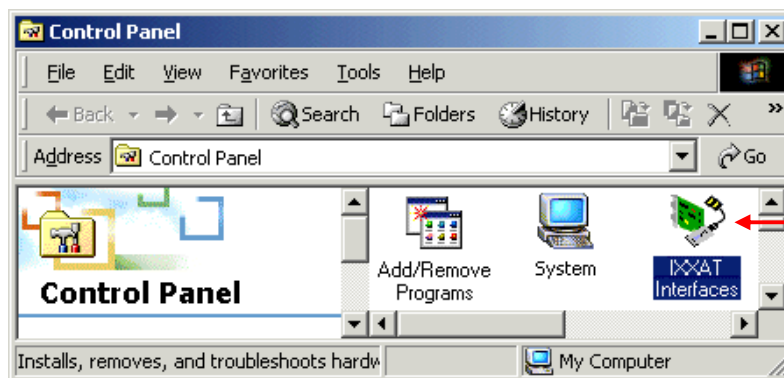 Control Panel
File Edit View Favorites Tools Help
Back Search Folders History »
Address Control Panel Go
Control Panel
Add/Remove
Programs
System
IXXAT
Interfaces
Installs, removes, and troubleshoots hardw
My Computer